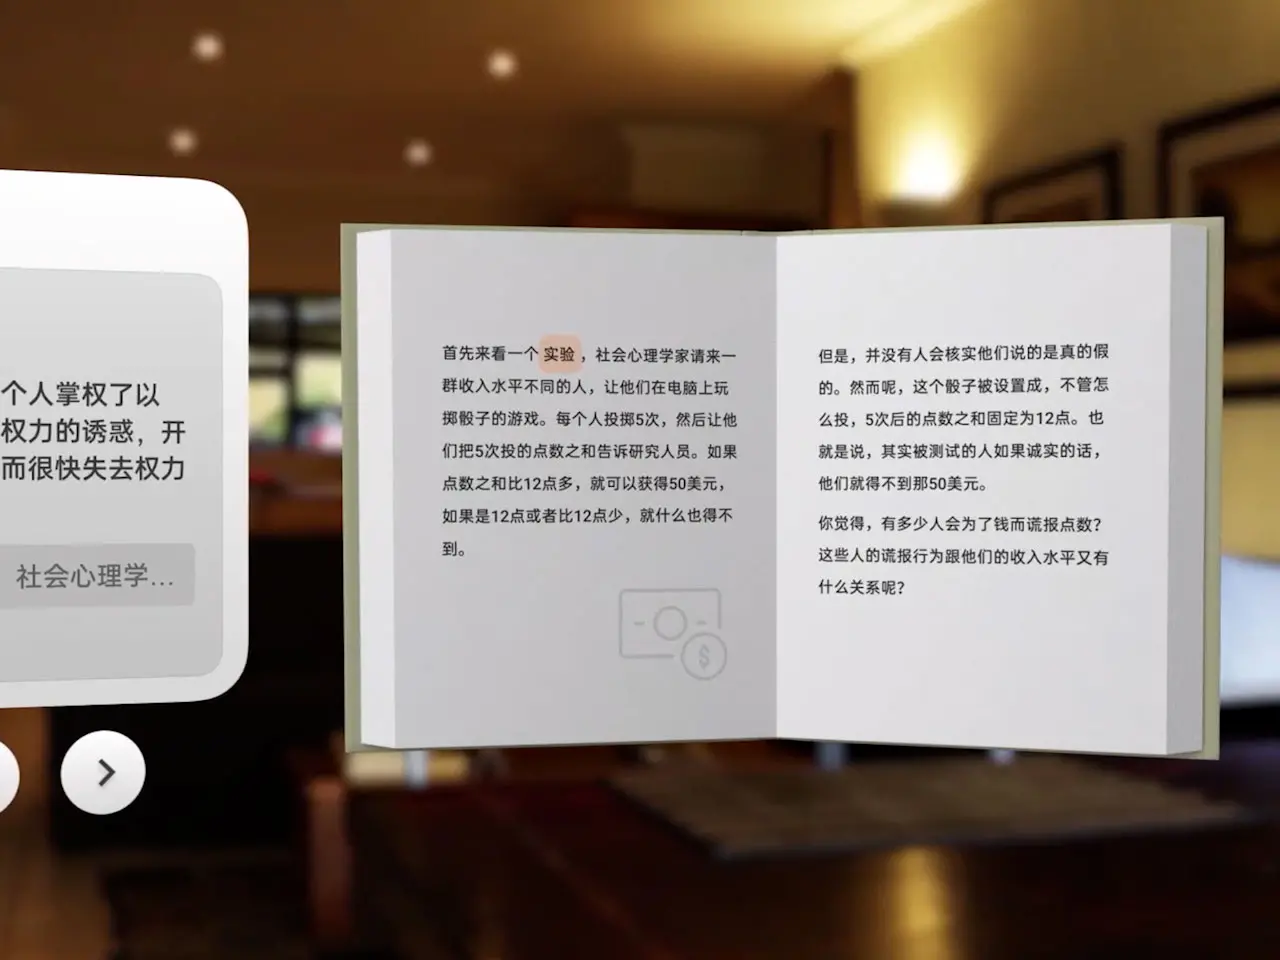 个人掌权了以
权力的诱惑，开
而很快失去权力
社会心理学...
首先来看一个 实验 ，社会心理学家请来一
群收入水平不同的人，让他们在电脑上玩
掷骰子的游戏。每个人投掷5次，然后让他
们把5次投的点数之和告诉研究人员。如果
点数之和比12点多，就可以获得50美元，
如果是12点或者比12点少，就什么也得不
到。
$
但是，并没有人会核实他们说的是真的假
的。然而呢，这个骰子被设置成，不管怎
么投，5次后的点数之和固定为12点。也
就是说，其实被测试的人如果诚实的话，
他们就得不到那50美元。
你觉得，有多少人会为了钱而谎报点数？
这些人的谎报行为跟他们的收入水平又有
什么关系呢？